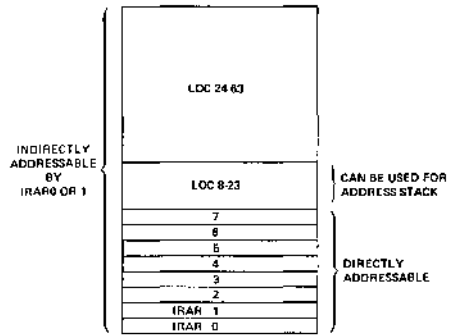 LOC 24-63
INDIRECTLY
ADDRESSABLE
BY
IRAR0 OR 1
LOC 8-23
CAN BE USED FOR
ADDRESS STACK
7
6
5
4
3
2
IRAR 1
IRAR 0
DIRECTLY
ADDRESSABLE